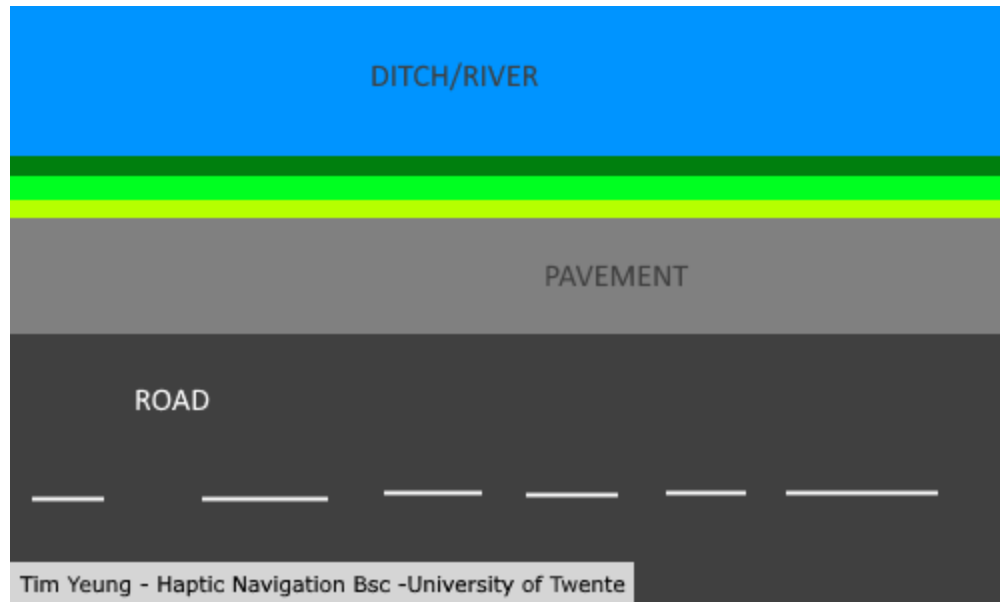 DITCH/RIVER
PAVEMENT
ROAD
Tim Yeung - Haptic Navigation Bsc -University of Twente